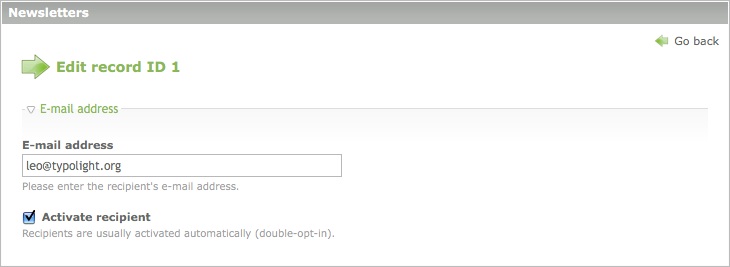 Newsletters
Go back
Edit record ID 1
E-mail address
E-mail address
leo@typolight.org
Please enter the recipient's e-mail address.
Activate recipient
Recipients are usually activated automatically (double-opt-in).